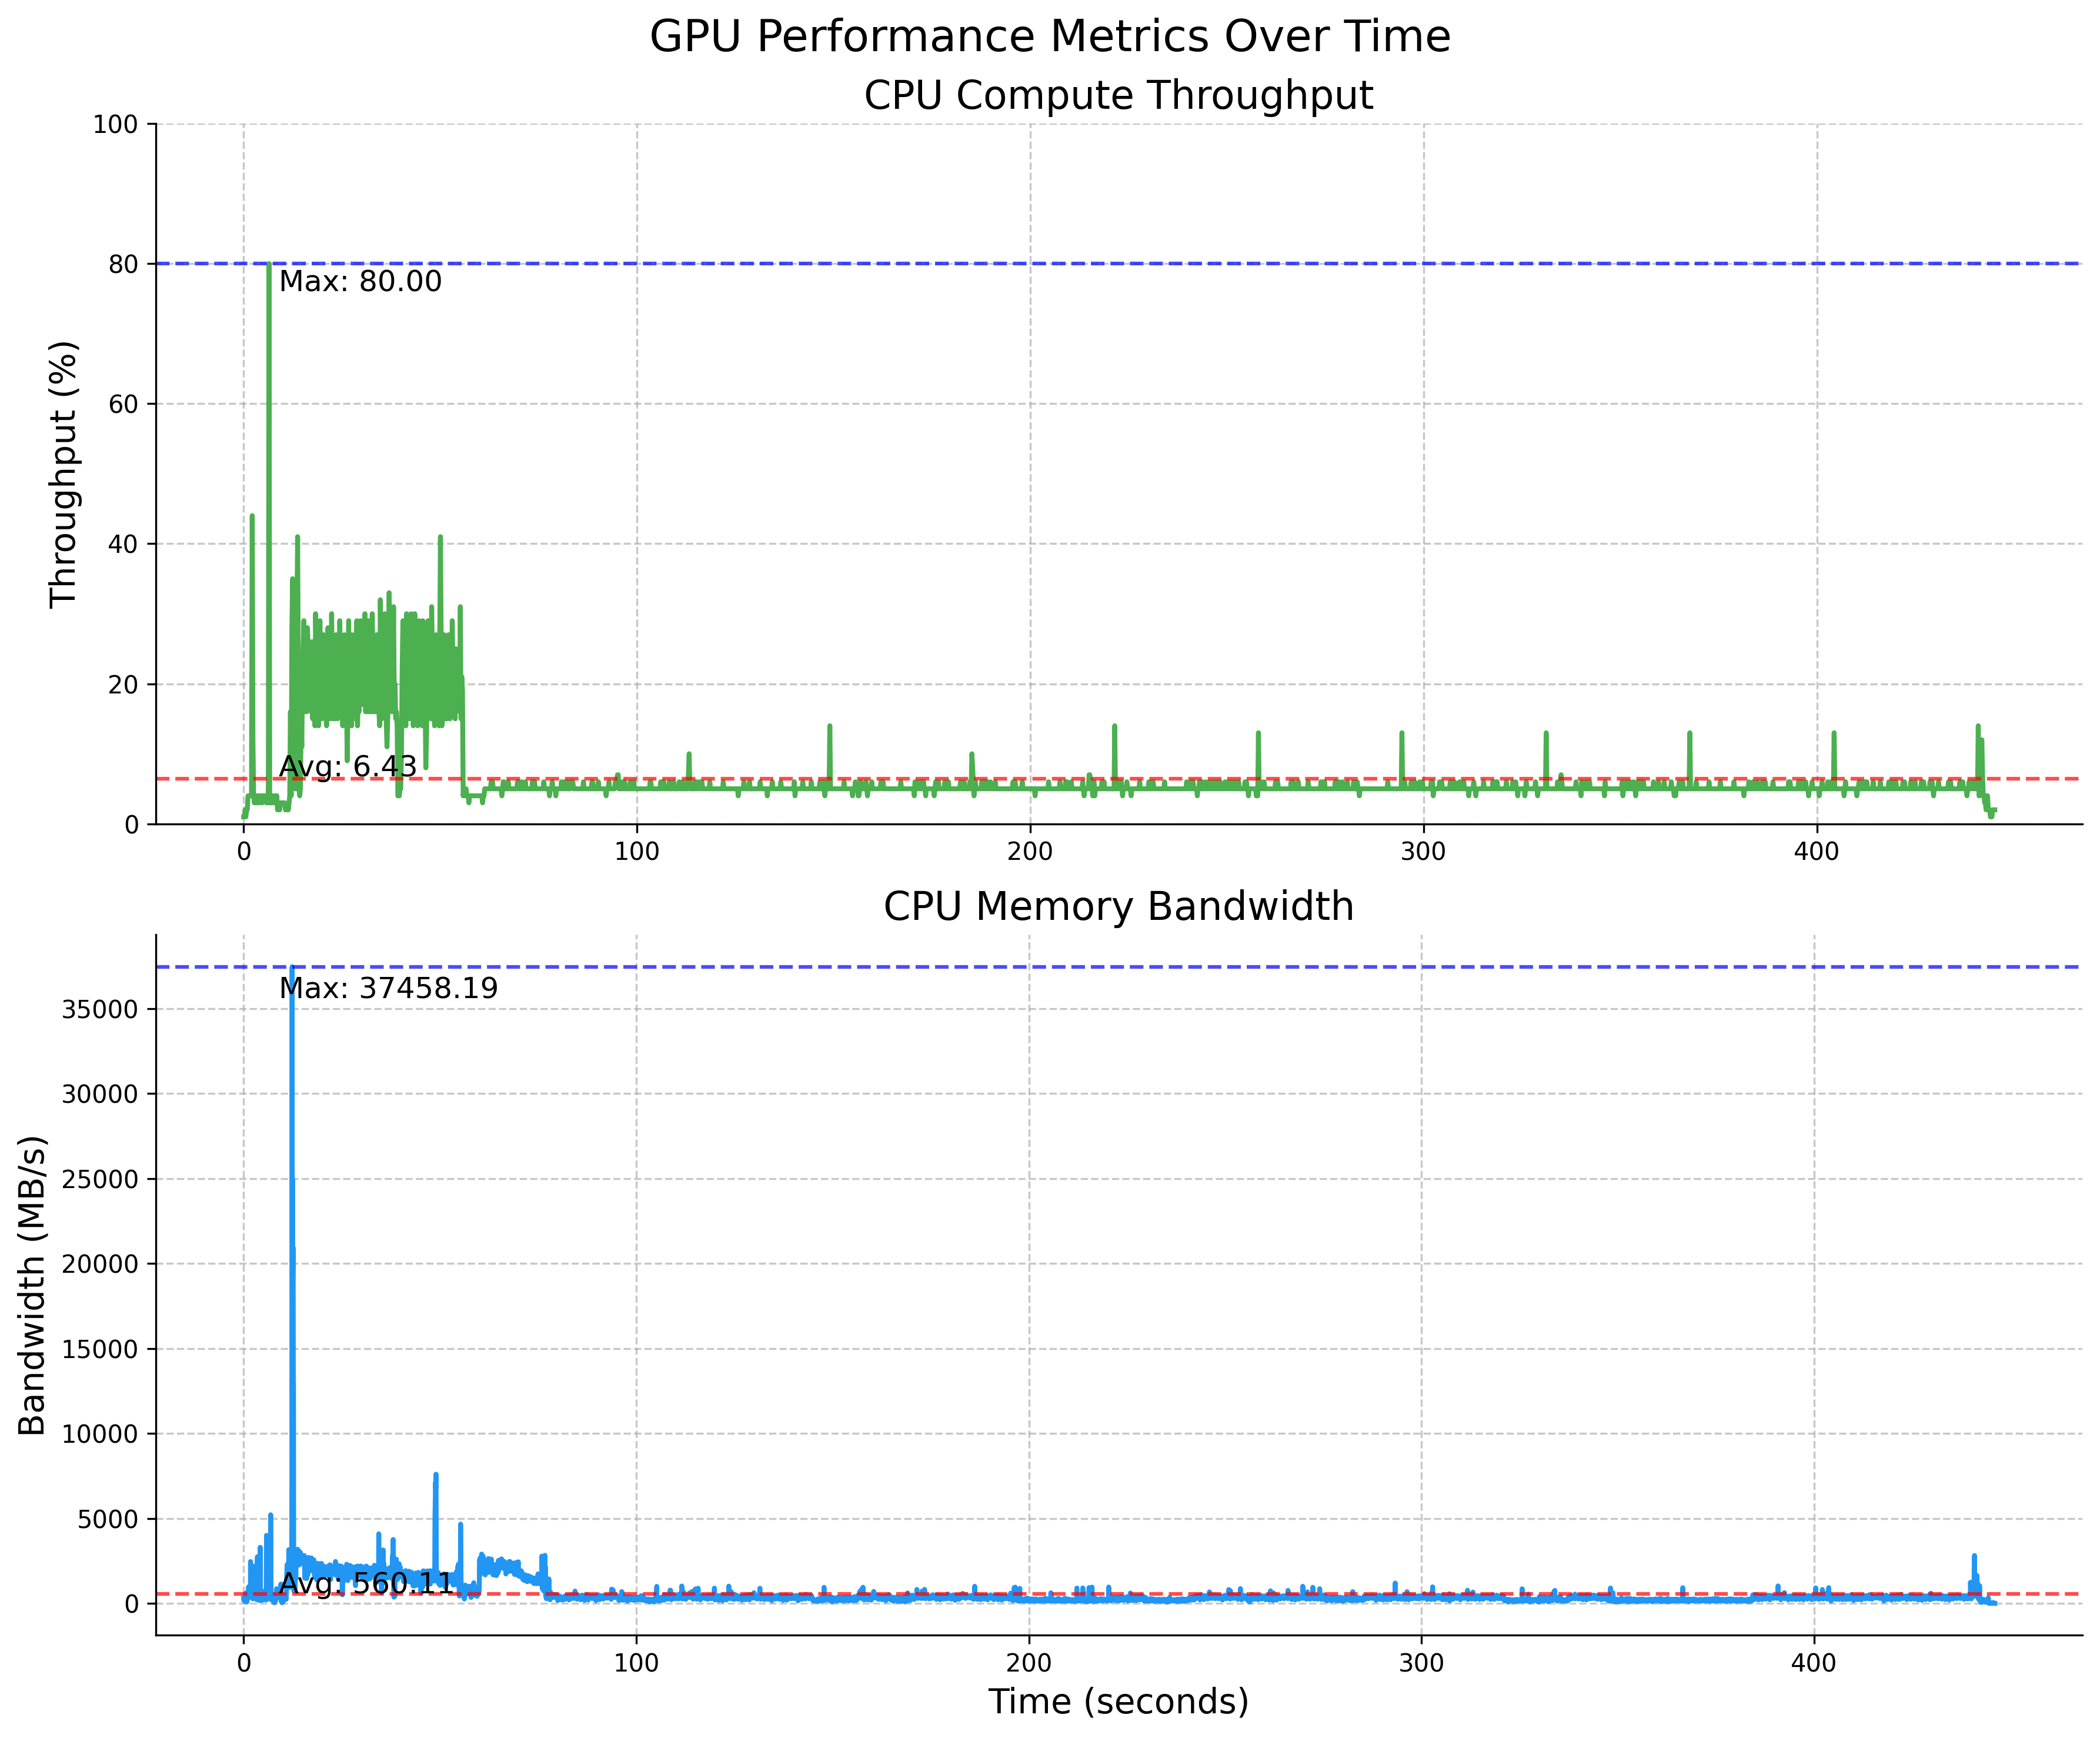 GPU Performance Metrics Over Time
CPU Compute Throughput
Throughput (%)
100
80
60
40
20
0
Max: 80.00
Avg: 6.43
0 100 200 300 400
CPU Memory Bandwidth
Bandwidth (MB/s)
35000
30000
25000
20000
15000
10000
5000
0
Max: 37458.19
Avg: 560.11
0 100 200 300 400
Time (seconds)